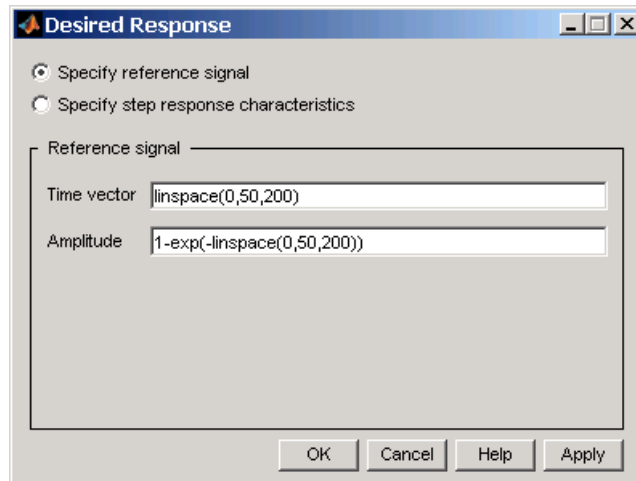 Desired Response
Specify reference signal
Specify step response characteristics
Reference signal
Time vector linspace(0,50,200)
Amplitude 1-exp(-linspace(0,50,200))
OK Cancel Help Apply